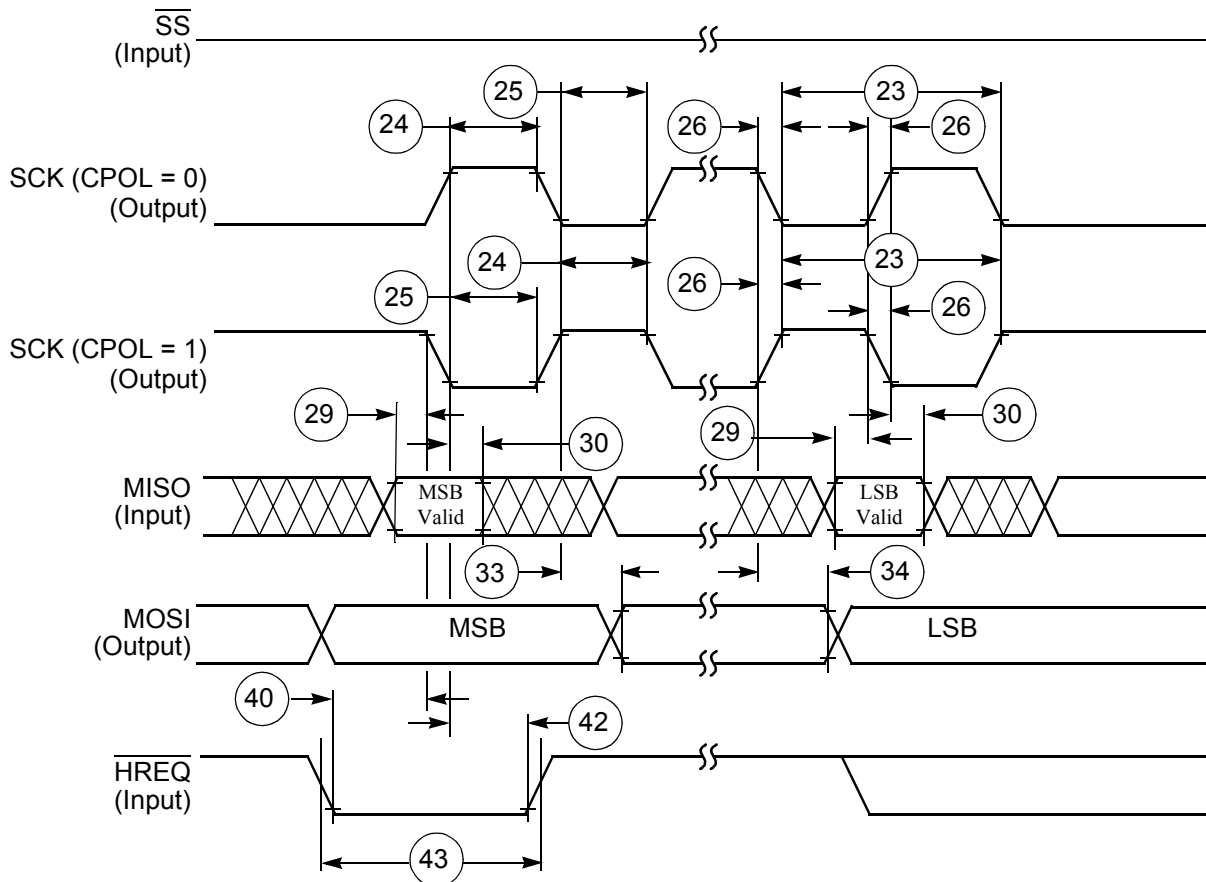 SS
(Input)
25
23
24
26
26
SCK (CPOL = 0)
(Output)
24
23
25
26
26
SCK (CPOL = 1)
(Output)
29
30
29
30
MISO
(Input)
MSB
Valid
LSB
Valid
33
34
MOSI
(Output)
MSB
LSB
40
42
HREQ
(Input)
43